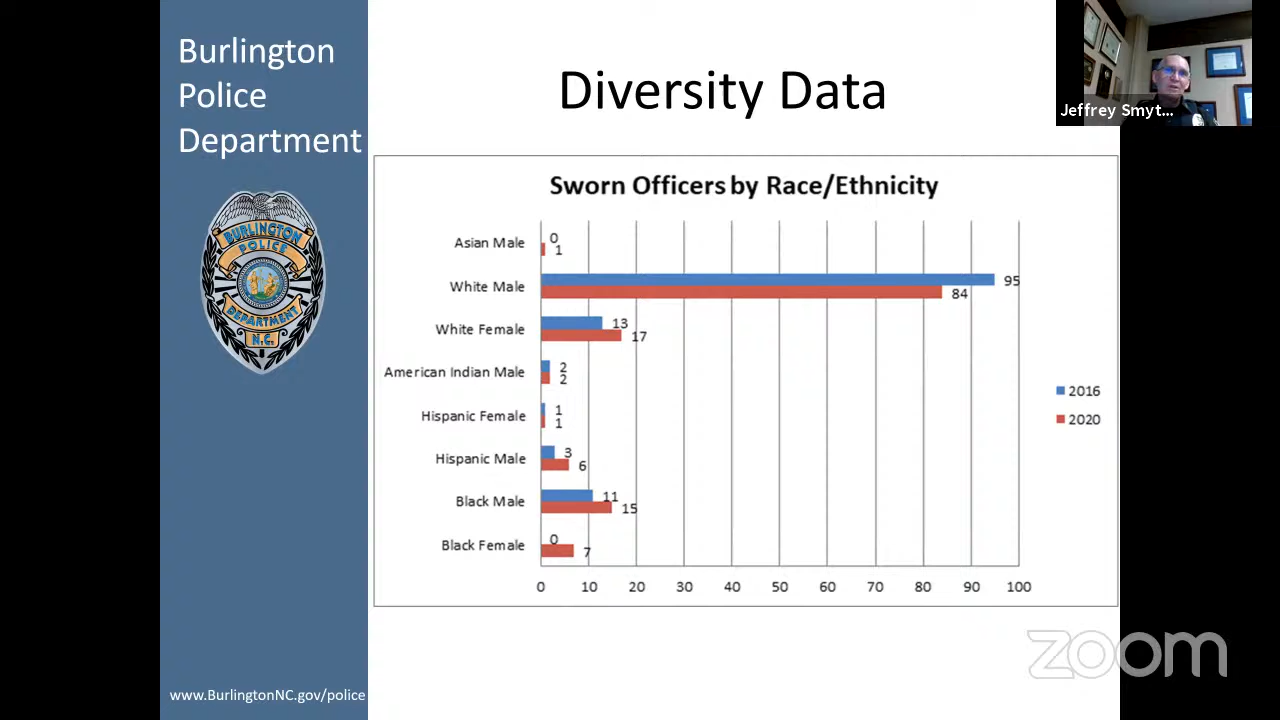 Burlington
Police
Department
BURLINGTON
POLICE
DEPARTMENT
N.C.
www.BurlingtonNC.gov/police
Diversity Data
Sworn Officers by Race/Ethnicity
Asian Male 0 1
White Male 95 84
White Female 13 17
American Indian Male 2 2
Hispanic Female 1 1
Hispanic Male 3 6
Black Male 11 15
Black Female 0 7
0 10 20 30 40 50 60 70 80 90 100
2016
2020
Jeffrey Smyt...
zoom